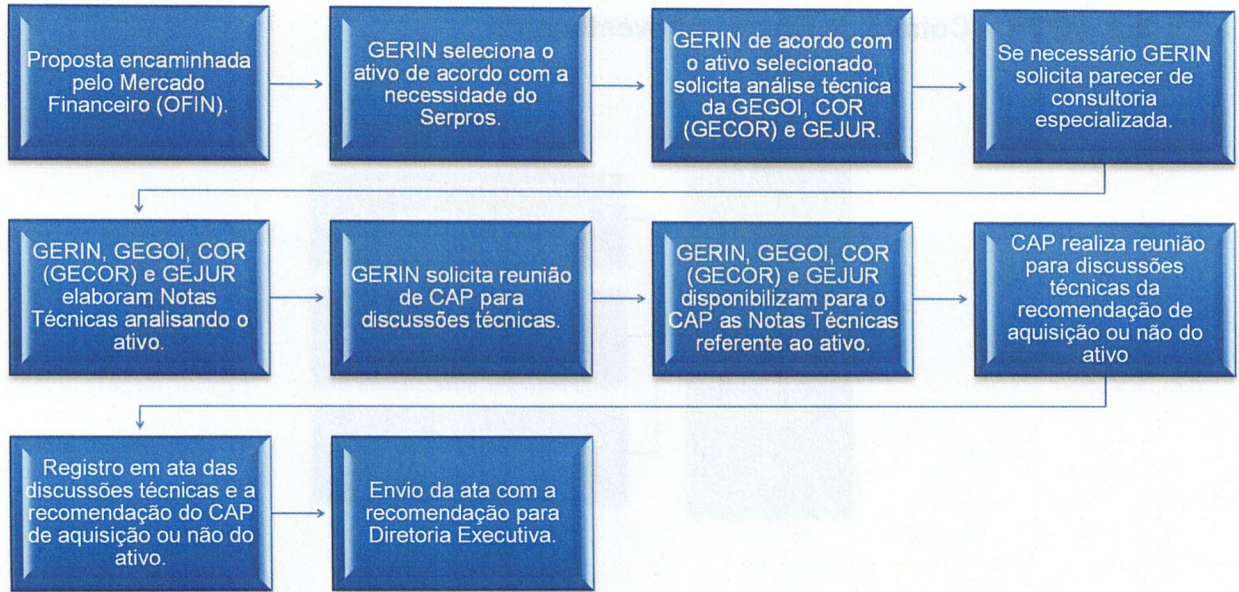 Proposta encaminhada
pelo Mercado
Financeiro (OFIN).
GERIN seleciona o
ativo de acordo com a
necessidade do
Serpros.
GERIN de acordo com
o ativo selecionado,
solicita análise técnica
da GEGOI, COR
(GECOR) e GEJUR.
Se necessário GERIN
solicita parecer de
consultoria
especializada.
GERIN, GEGOI, COR
(GECOR) e GEJUR
elaboram Notas
Técnicas analisando o
ativo.
GERIN solicita reunião
de CAP para
discussões técnicas.
GERIN, GEGOI, COR
(GECOR) e GEJUR
disponibilizam para o
CAP as Notas Técnicas
referente ao ativo.
CAP realiza reunião
para discussões
técnicas da
recomendação de
aquisição ou não do
ativo
Registro em ata das
discussões técnicas e a
recomendação do CAP
de aquisição ou não do
ativo.
Envio da ata com a
recomendação para
Diretoria Executiva.